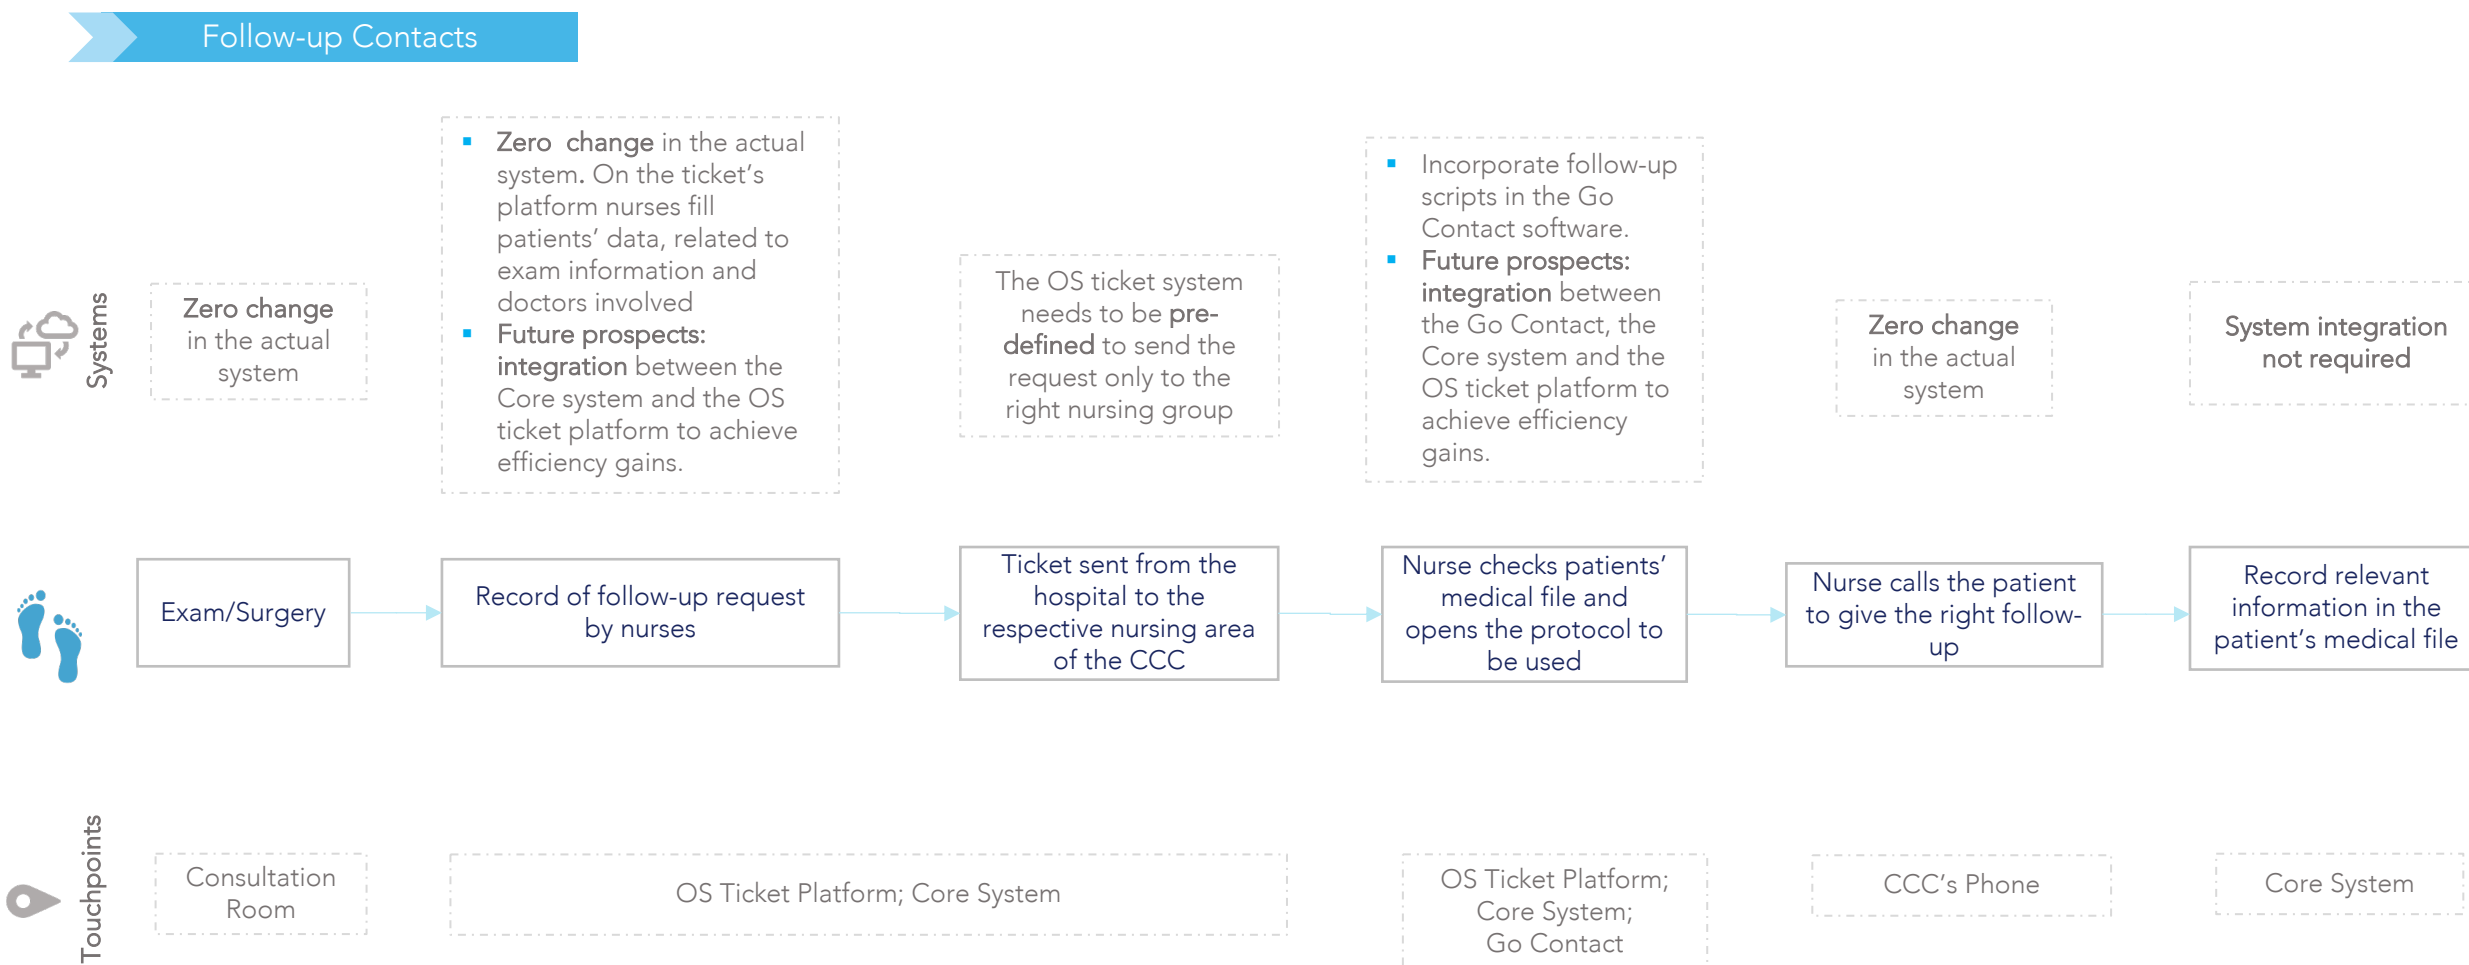 Follow-up Contacts
Systems
Zero change
in the actual
system
Zero change in the actual
system. On the ticket's
platform nurses fill
patients' data, related to
exam information and
doctors involved
Future prospects:
integration between the
Core system and the OS
ticket platform to achieve
efficiency gains.
The OS ticket system
needs to be pre-
defined to send the
request only to the
right nursing group
Incorporate follow-up
scripts in the Go
Contact software.
Future prospects:
integration between
the Go Contact, the
Core system and the
OS ticket platform to
achieve efficiency
gains.
Zero change
in the actual
system
System integration
not required
Exam/Surgery
Record of follow-up request
by nurses
Ticket sent from the
hospital to the
respective nursing area
of the CCC
Nurse checks patients'
medical file and
opens the protocol to
be used
Nurse calls the patient
to give the right follow-
up
Record relevant
information in the
patient's medical file
Touchpoints
Consultation
Room
OS Ticket Platform; Core System
OS Ticket Platform;
Core System;
Go Contact
CCC's Phone
Core System